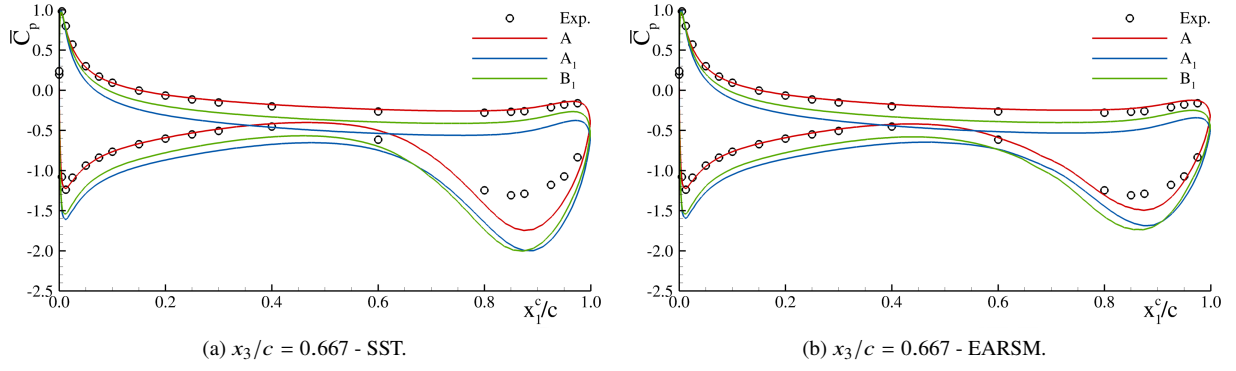 1.0
0.5
0.0
-0.5
-1.0
-1.5
-2.0
-2.5
C̅p
0.0 0.2 0.4 0.6 0.8 1.0
x₁ᶜ/c
Exp.
A
A₁
B₁
(a) x₃/c = 0.667 - SST.
1.0
0.5
0.0
-0.5
-1.0
-1.5
-2.0
-2.5
C̅p
0.0 0.2 0.4 0.6 0.8 1.0
x₁ᶜ/c
Exp.
A
A₁
B₁
(b) x₃/c = 0.667 - EARSM.